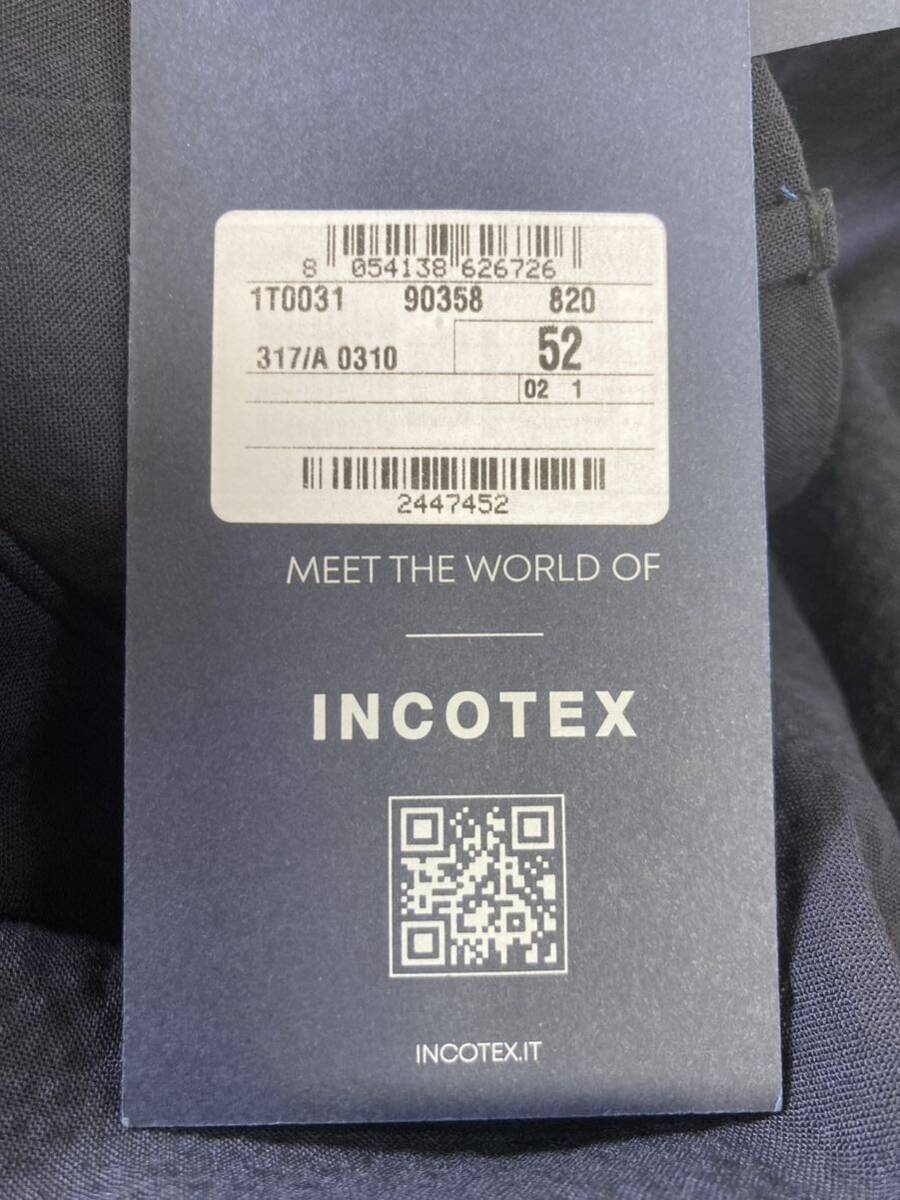 8 054138 626726
1T0031 90358 820
317/A 0310 52
02 1
2447452
MEET THE WORLD OF
INCOTEX
INCOTEX.IT